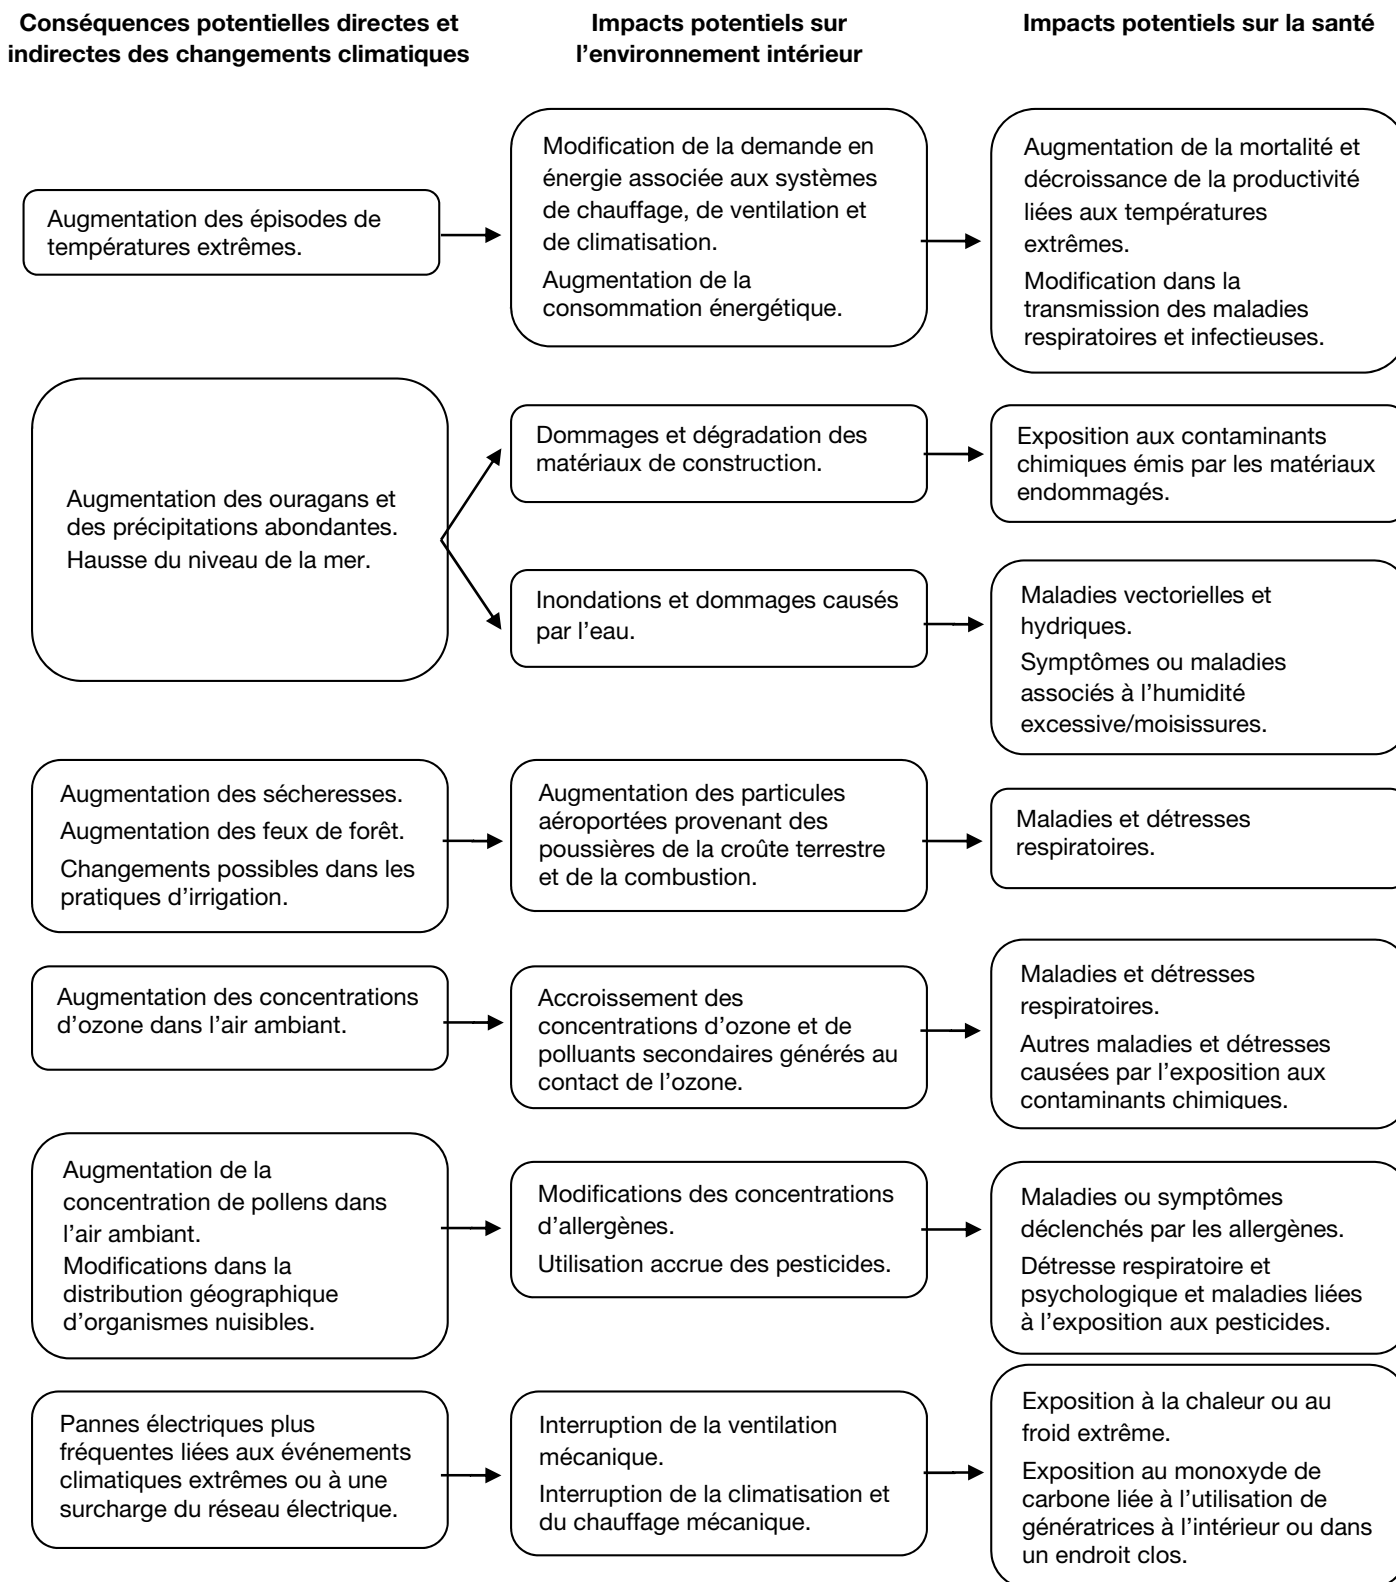 Conséquences potentielles directes et
indirectes des changements climatiques
Impacts potentiels sur
l’environnement intérieur
Impacts potentiels sur la santé
Augmentation des épisodes de
températures extrêmes.
Modification de la demande en
énergie associée aux systèmes
de chauffage, de ventilation et
de climatisation.
Augmentation de la
consommation énergétique.
Augmentation de la mortalité et
décroissance de la productivité
liées aux températures
extrêmes.
Modification dans la
transmission des maladies
respiratoires et infectieuses.
Augmentation des ouragans et
des précipitations abondantes.
Hausse du niveau de la mer.
Dommages et dégradation des
matériaux de construction.
Exposition aux contaminants
chimiques émis par les matériaux
endommagés.
Inondations et dommages causés
par l’eau.
Maladies vectorielles et
hydriques.
Symptômes ou maladies
associés à l’humidité
excessive/moisissures.
Augmentation des sécheresses.
Augmentation des feux de forêt.
Changements possibles dans les
pratiques d’irrigation.
Augmentation des particules
aéroportées provenant des
poussières de la croûte terrestre
et de la combustion.
Maladies et détresses
respiratoires.
Augmentation des concentrations
d’ozone dans l’air ambiant.
Accroissement des
concentrations d’ozone et de
polluants secondaires générés au
contact de l’ozone.
Maladies et détresses
respiratoires.
Autres maladies et détresses
causées par l’exposition aux
contaminants chimiques.
Augmentation de la
concentration de pollens dans
l’air ambiant.
Modifications dans la
distribution géographique
d’organismes nuisibles.
Modifications des concentrations
d’allergènes.
Utilisation accrue des pesticides.
Maladies ou symptômes
déclenchés par les allergènes.
Détresse respiratoire et
psychologique et maladies liées
à l’exposition aux pesticides.
Pannes électriques plus
fréquentes liées aux événements
climatiques extrêmes ou à une
surcharge du réseau électrique.
Interruption de la ventilation
mécanique.
Interruption de la climatisation et
du chauffage mécanique.
Exposition à la chaleur ou au
froid extrême.
Exposition au monoxyde de
carbone liée à l’utilisation de
génératrices à l’intérieur ou dans
un endroit clos.